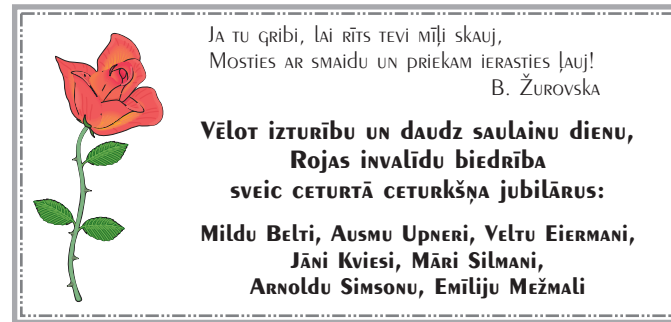 Ja tu gribi, lai rīts tevi mīļi skauj,
Mosties ar smaidu un priekam ierasties ļauj!
B. Žurovska
Vēlot izturību un daudz saulainu dienu,
Rojas invalīdu biedrība
sveic ceturtā ceturkšņa jubilārus:
Mildu Belti, Ausmu Upneri, Veltu Eiermani,
Jāni Kviesi, Māri Silmani,
Arnoldu Simsonu, Emīliju Mežmali